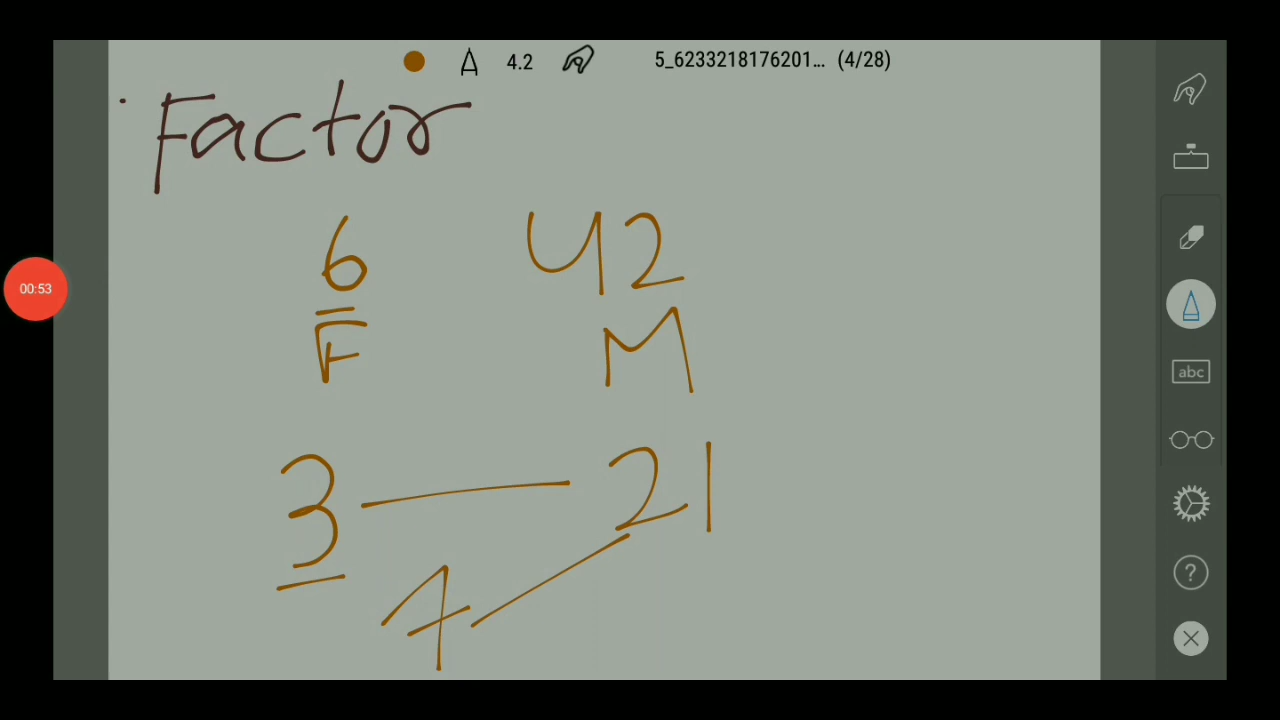 4.2 5_6233218176201... (4/28)
Factor
6 42
00:53
F M
abc
3 21
7
?